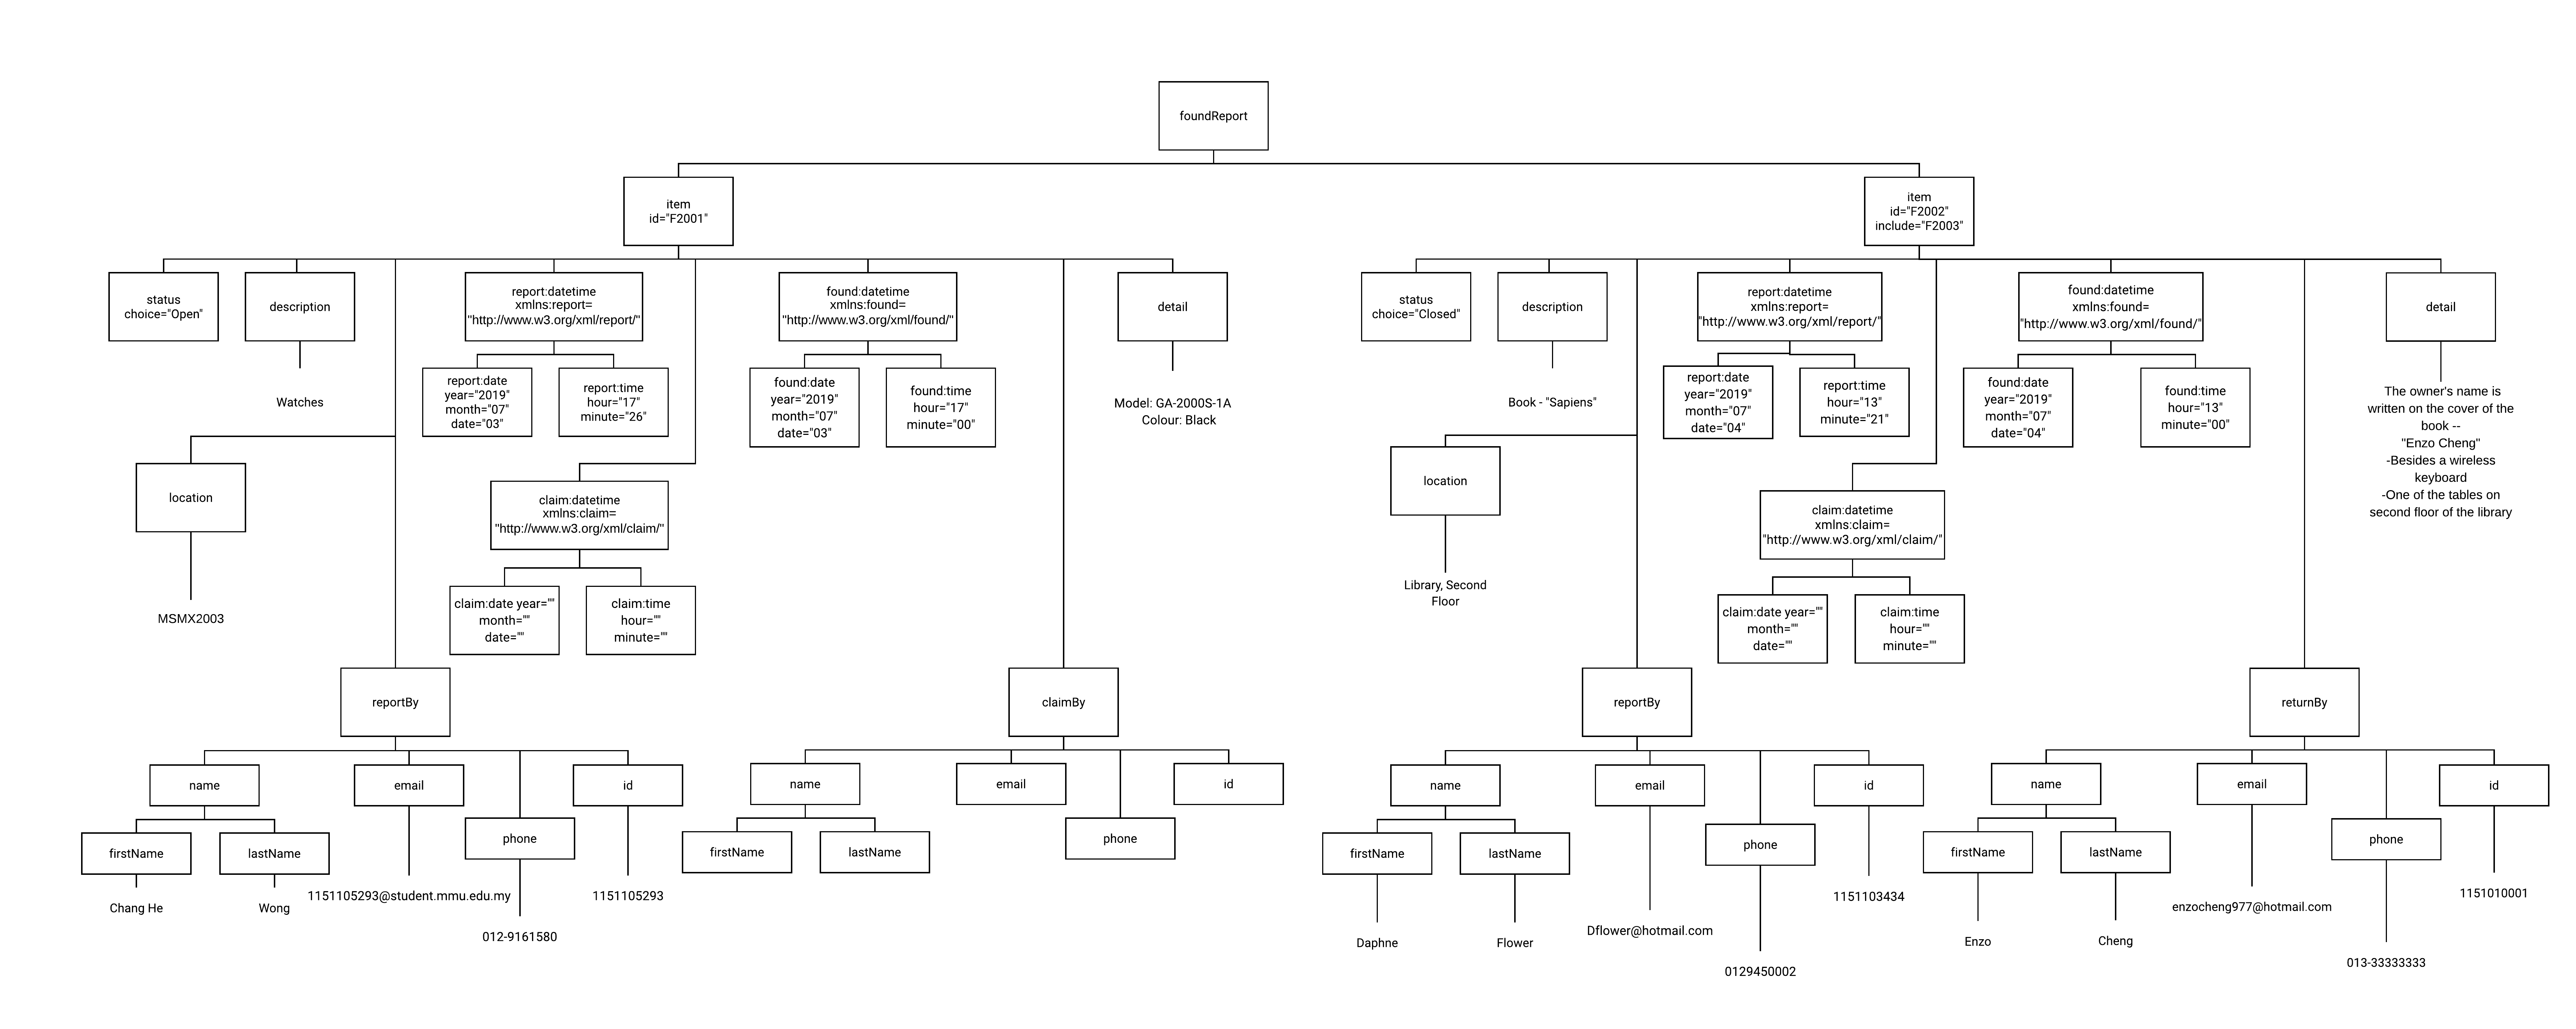 foundReport
item
id="F2001"
item
id="F2002"
include="F2003"
status
choice="Open"
description
report:datetime
xmlns:report=
"http://www.w3.org/xml/report/"
found:datetime
xmlns:found=
"http://www.w3.org/xml/found/"
detail
status
choice="Closed"
description
report:datetime
xmlns:report=
"http://www.w3.org/xml/report/"
found:datetime
xmlns:found=
"http://www.w3.org/xml/found/"
detail
Watches
report:date
year="2019"
month="07"
date="03"
report:time
hour="17"
minute="26"
found:date
year="2019"
month="07"
date="03"
found:time
hour="17"
minute="00"
Model: GA-2000S-1A
Colour: Black
Book - "Sapiens"
report:date
year="2019"
month="07"
date="04"
report:time
hour="13"
minute="21"
found:date
year="2019"
month="07"
date="04"
found:time
hour="13"
minute="00"
The owner's name is
written on the cover of the
book --
"Enzo Cheng"
-Besides a wireless
keyboard
-One of the tables on
second floor of the library
location
claim:datetime
xmlns:claim=
"http://www.w3.org/xml/claim/"
location
claim:datetime
xmlns:claim=
"http://www.w3.org/xml/claim/"
MSMX2003
claim:date year=""
month=""
date=""
claim:time
hour=""
minute=""
Library, Second
Floor
claim:date year=""
month=""
date=""
claim:time
hour=""
minute=""
reportBy
claimBy
reportBy
returnBy
name
email
id
phone
firstName
lastName
Chang He
Wong
1151105293@student.mmu.edu.my
1151105293
012-9161580
name
email
id
phone
firstName
lastName
name
email
id
phone
firstName
lastName
1151103434
Dflower@hotmail.com
Daphne
Flower
0129450002
name
email
id
phone
firstName
lastName
1151010001
enzocheng977@hotmail.com
Enzo
Cheng
013-33333333